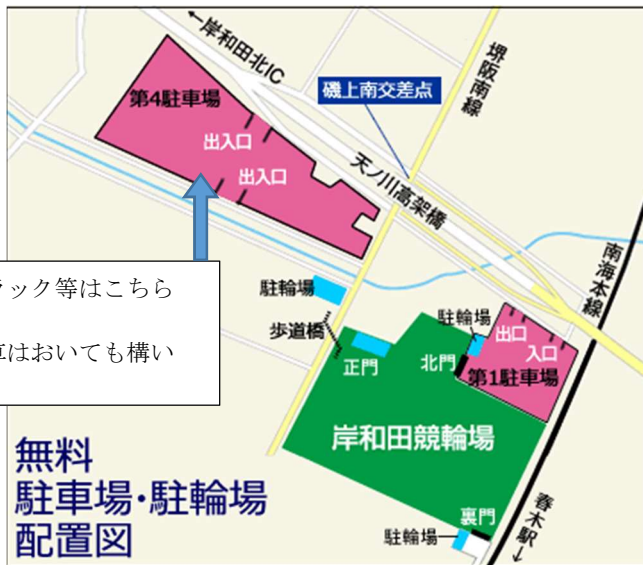 ←岸和田北IC
堺阪南線
磯上南交差点
第4駐車場
出入口
出入口
天ノ川高架橋
南海本線
ラック等はこちら
車はおいても構い
駐輪場
歩道橋
正門
駐輪場
北門
出口
入口
第1駐車場
岸和田競輪場
無料
駐車場・駐輪場
配置図
裏門
駐輪場
春木駅→